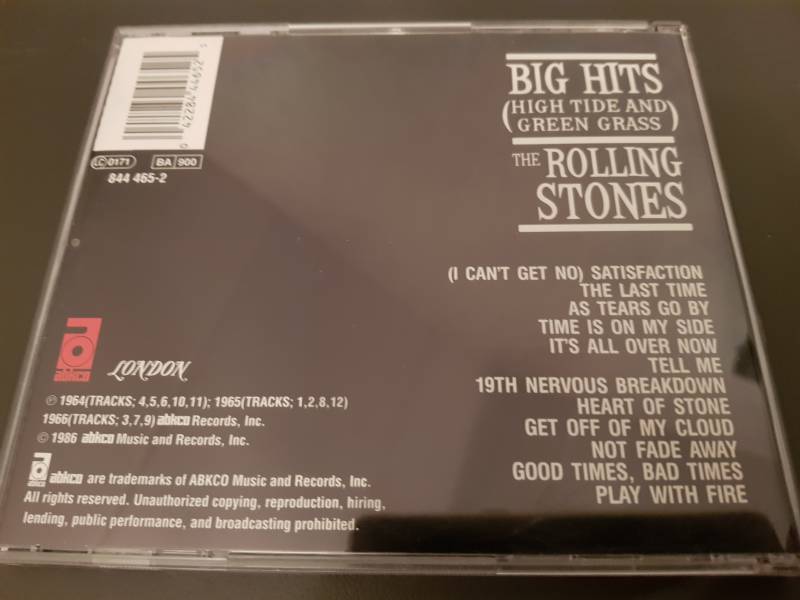 BIG HITS
(HIGH TIDE AND
GREEN GRASS)
THE ROLLING
STONES
0 42284 44652 5
LC 0171 BA 900
844 465-2
(I CAN'T GET NO) SATISFACTION
THE LAST TIME
AS TEARS GO BY
TIME IS ON MY SIDE
IT'S ALL OVER NOW
TELL ME
19TH NERVOUS BREAKDOWN
HEART OF STONE
GET OFF OF MY CLOUD
NOT FADE AWAY
GOOD TIMES, BAD TIMES
PLAY WITH FIRE
abkco
LONDON
℗ 1964(TRACKS; 4,5,6,10,11); 1965(TRACKS; 1,2,8,12)
1966(TRACKS; 3,7,9) abkco Records, Inc.
© 1986 abkco Music and Records, Inc.
abkco are trademarks of ABKCO Music and Records, Inc.
All rights reserved. Unauthorized copying, reproduction, hiring,
lending, public performance, and broadcasting prohibited.